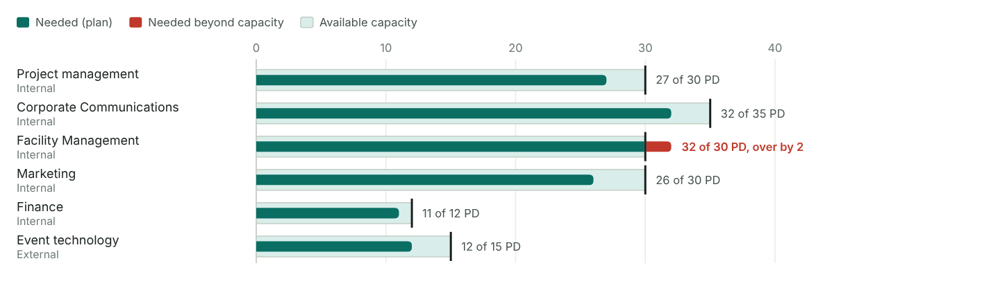 Needed (plan) Needed beyond capacity Available capacity
0 10 20 30 40
Project management
Internal
27 of 30 PD
Corporate Communications
Internal
32 of 35 PD
Facility Management
Internal
32 of 30 PD, over by 2
Marketing
Internal
26 of 30 PD
Finance
Internal
11 of 12 PD
Event technology
External
12 of 15 PD